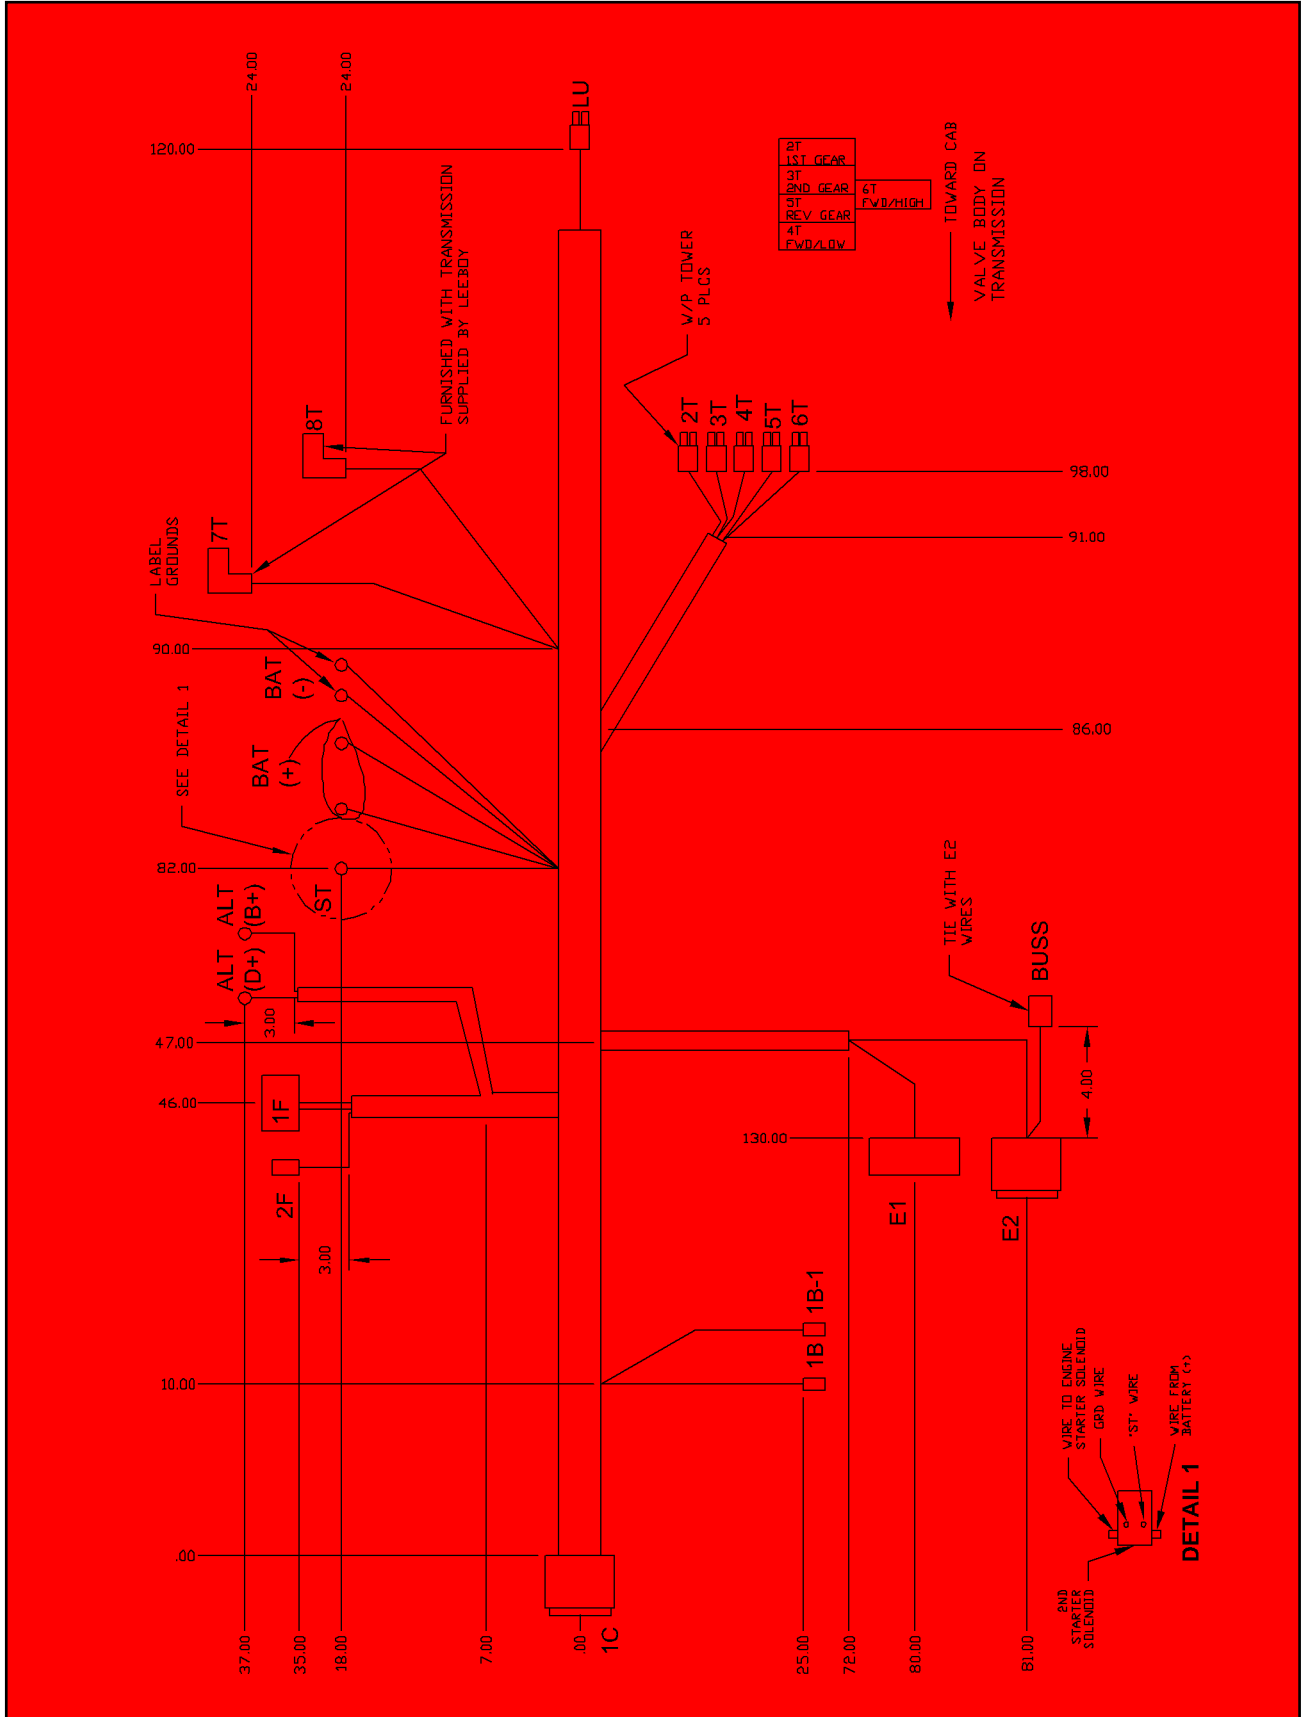 24.00
24.00
120.00
LU
FURNISHED WITH TRANSMISSION
SUPPLIED BY LEEBOY
8T
7T
LABEL
GROUNDS
90.00
BAT
(-)
SEE DETAIL 1
BAT
(+)
82.00
ST
ALT
(B+)
ALT
(D+)
3.00
47.00
46.00
1F
2F
3.00
10.00
.00
37.00
35.00
18.00
7.00
.00
1C
2T
1ST GEAR
3T
2ND GEAR
5T
REV GEAR
4T
FWD/LOW
6T
FWD/HIGH
TOWARD CAB
VALVE BODY ON
TRANSMISSION
W/P TOWER
5 PLCS
2T
3T
4T
5T
6T
98.00
91.00
86.00
TIE WITH E2
WIRES
BUSS
4.00
130.00
E1
E2
1B
1B-1
25.00
72.00
80.00
81.00
WIRE TO ENGINE
STARTER SOLENOID
GRD WIRE
'ST' WIRE
WIRE FROM
BATTERY (+)
2ND
STARTER
SOLENOID
DETAIL 1